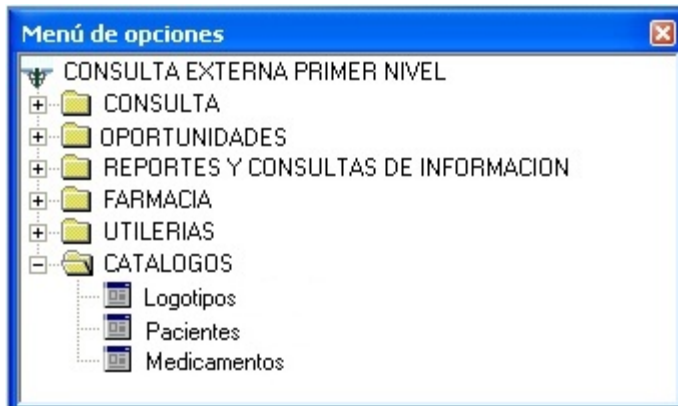 Menú de opciones
CONSULTA EXTERNA PRIMER NIVEL
CONSULTA
OPORTUNIDADES
REPORTES Y CONSULTAS DE INFORMACION
FARMACIA
UTILERIAS
CATALOGOS
Logotipos
Pacientes
Medicamentos